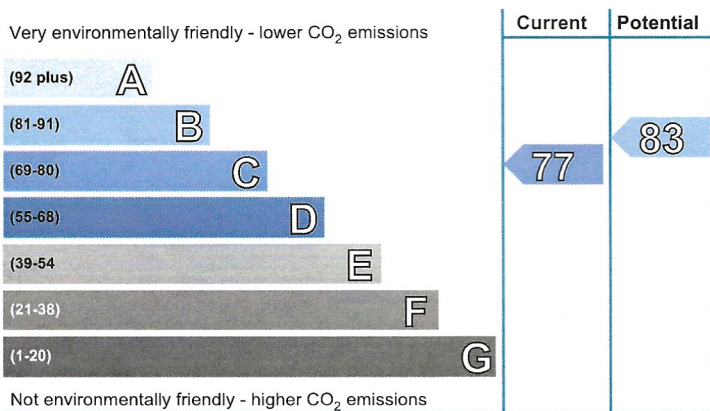 Very environmentally friendly - lower CO2 emissions
Current
Potential
(92 plus) A
(81-91) B
(69-80) C
(55-68) D
(39-54 E
(21-38) F
(1-20) G
77
83
Not environmentally friendly - higher CO2 emissions